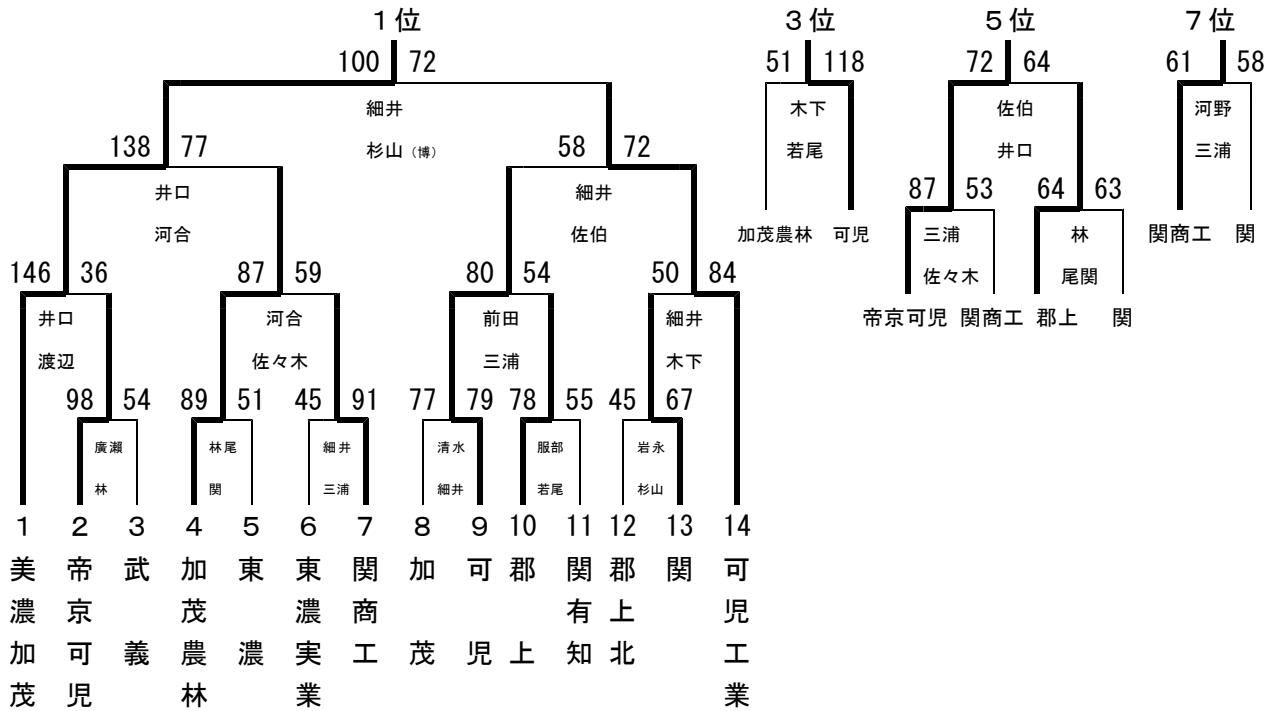 １位 ３位 ５位 ７位
100 72 51 118 72 64 61 58
細井 木下 佐伯 河野
138 77 杉山（博） 58 72 若尾 井口 三浦
井口 細井 87 53 64 63
河合 佐伯 加茂農林 可児 三浦 林 関商工 関
146 36 87 59 80 54 50 84 佐々木 尾関
井口 河合 前田 細井 帝京可児 関商工 郡上 関
渡辺 佐々木 三浦 木下
98 54 89 51 45 91 77 79 78 55 45 67
廣瀬 林尾 細井 清水 服部 岩永
林 関 三浦 細井 若尾 杉山
1 2 3 4 5 6 7 8 9 10 11 12 13 14
美濃加茂
帝京可児
武義
加茂農林
東濃
東濃実業
関商工
加茂
可児
郡上
関有知
郡上北
関
可児工業